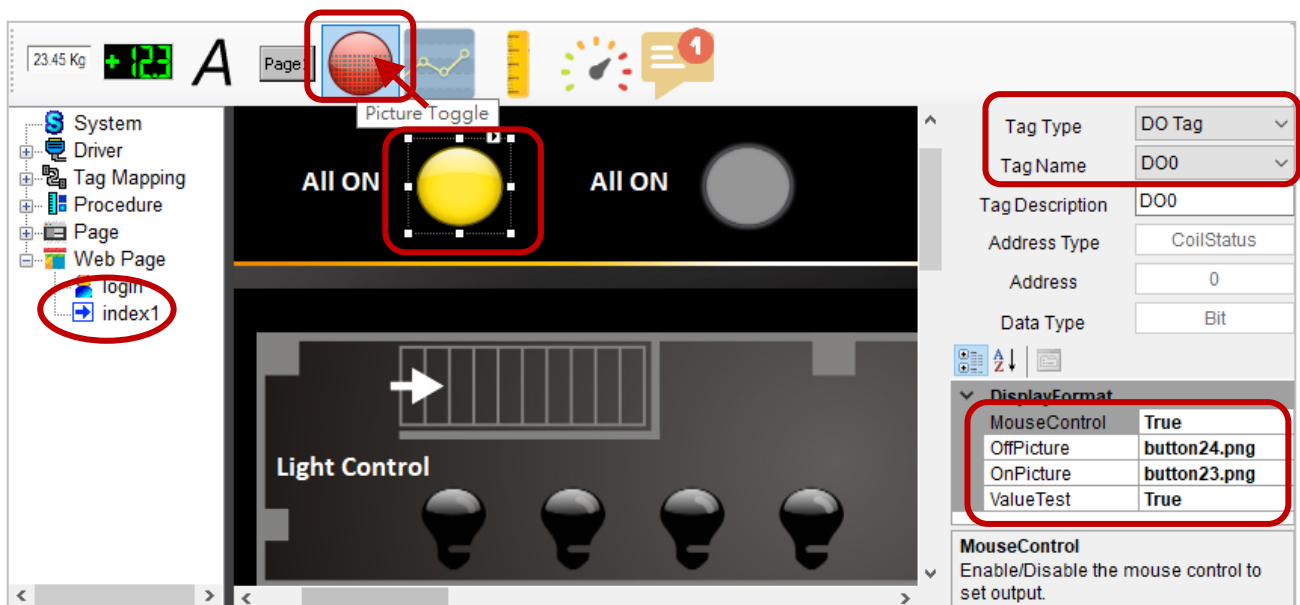 23.45 Kg
+12.3
A
Page1
1
Picture Toggle
System
Driver
Tag Mapping
Procedure
Page
Web Page
login
index1
All ON
All ON
Light Control
Tag Type
DO Tag
Tag Name
DO0
Tag Description
DO0
Address Type
CoilStatus
Address
0
Data Type
Bit
DisplayFormat
MouseControl
True
OffPicture
button24.png
OnPicture
button23.png
ValueTest
True
MouseControl
Enable/Disable the mouse control to
set output.